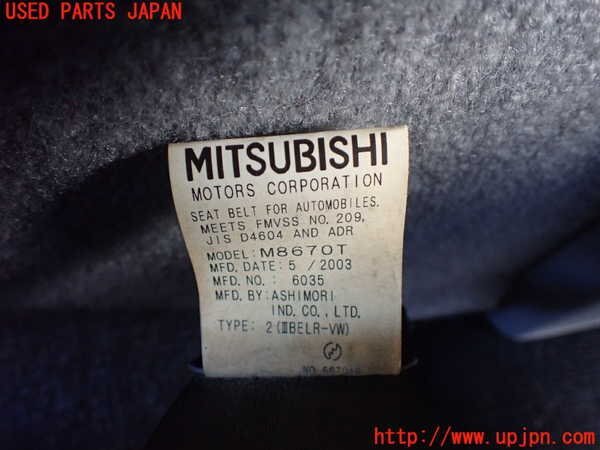 USED PARTS JAPAN
MITSUBISHI
MOTORS CORPORATION
SEAT BELT FOR AUTOMOBILES.
MEETS FMVSS NO. 209,
JIS D4604 AND ADR
MODEL: M8670T
MFD. DATE: 5 / 2003
MFD. NO.: 6035
MFD. BY: ASHIMORI
IND. CO., LTD.
TYPE: 2 (ⅢBELR-VW)
NO.
http://www.upjpn.com/